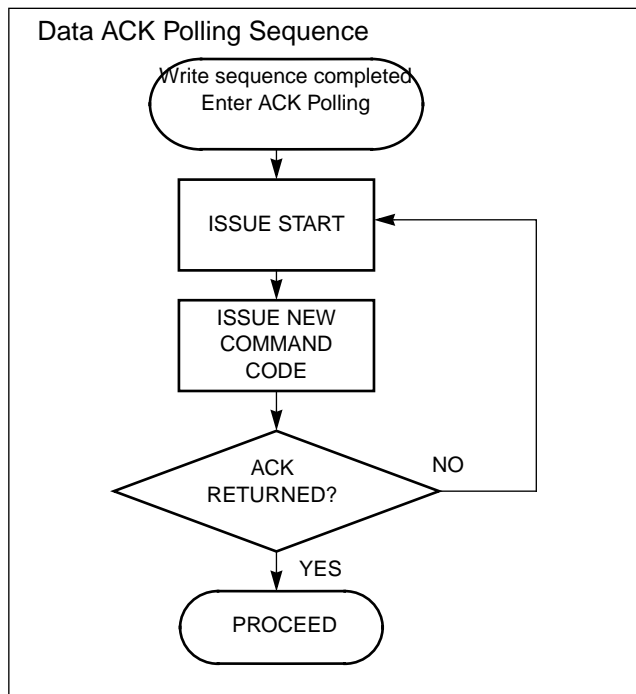 Data ACK Polling Sequence
Write sequence completed
Enter ACK Polling
ISSUE START
ISSUE NEW
COMMAND
CODE
ACK
RETURNED?
NO
YES
PROCEED